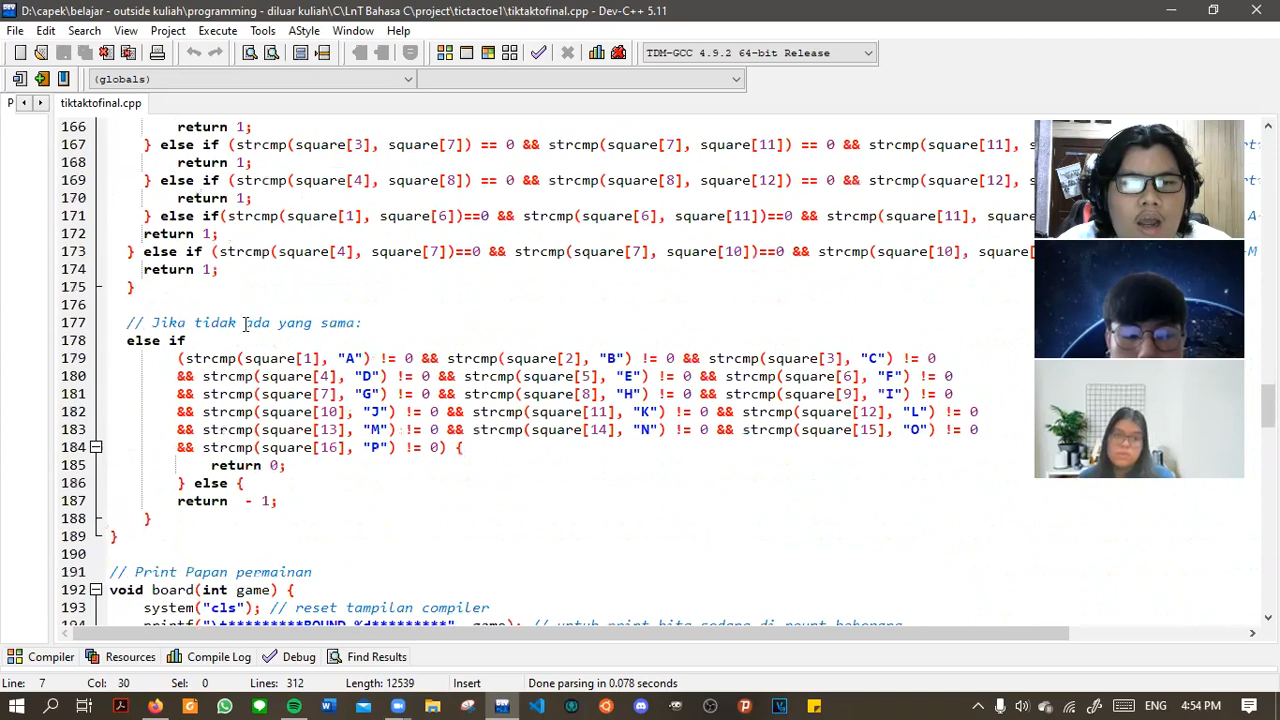 D:\capek\belajar - outside kuliah\programming - diluar kuliah\C\LnT Bahasa C\project\tictactoe1\tiktaktofinal.cpp - Dev-C++ 5.11
File Edit Search View Project Execute Tools AStyle Window Help
TDM-GCC 4.9.2 64-bit Release
(globals)
P tiktaktofinal.cpp
166 return 1;
167 } else if (strcmp(square[3], square[7]) == 0 && strcmp(square[7], square[11]) == 0 && strcmp(square[11], s
168 return 1;
169 } else if (strcmp(square[4], square[8]) == 0 && strcmp(square[8], square[12]) == 0 && strcmp(square[12], s
170 return 1;
171 } else if(strcmp(square[1], square[6])==0 && strcmp(square[6], square[11])==0 && strcmp(square[11], squar
172 return 1;
173 } else if (strcmp(square[4], square[7])==0 && strcmp(square[7], square[10])==0 && strcmp(square[10], square[
174 return 1;
175 }
176
177 // Jika tidak ada yang sama:
178 else if
179 (strcmp(square[1], "A") != 0 && strcmp(square[2], "B") != 0 && strcmp(square[3], "C") != 0
180 && strcmp(square[4], "D") != 0 && strcmp(square[5], "E") != 0 && strcmp(square[6], "F") != 0
181 && strcmp(square[7], "G") != 0 && strcmp(square[8], "H") != 0 && strcmp(square[9], "I") != 0
182 && strcmp(square[10], "J") != 0 && strcmp(square[11], "K") != 0 && strcmp(square[12], "L") != 0
183 && strcmp(square[13], "M") != 0 && strcmp(square[14], "N") != 0 && strcmp(square[15], "O") != 0
184 && strcmp(square[16], "P") != 0) {
185 return 0;
186 } else {
187 return - 1;
188 }
189 }
190
191 // Print Papan permainan
192 void board(int game) {
193 system("cls"); // reset tampilan compiler
194 printf("\t*********ROUND %d*********", game); // untuk print kita sedang di rount beberapa
Compiler Resources Compile Log Debug Find Results
Line: 7 Col: 30 Sel: 0 Lines: 312 Length: 12539 Insert Done parsing in 0.078 seconds
ENG 4:54 PM